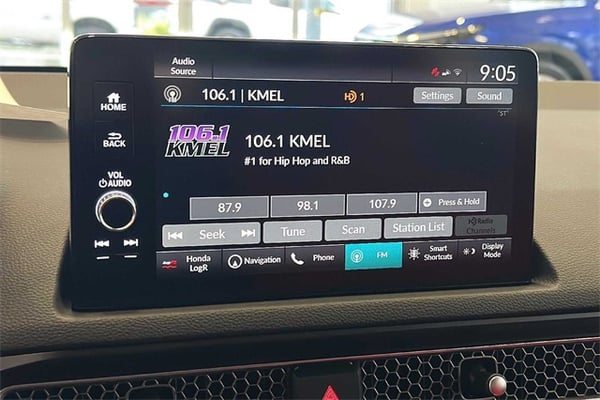 Audio
Source
9:05
106.1 | KMEL
HD 1
Settings
Sound
"ST"
HOME
BACK
VOL
AUDIO
106.1
KMEL
106.1 KMEL
#1 for Hip Hop and R&B
87.9
98.1
107.9
Press & Hold
Seek
Tune
Scan
Station List
HD Radio
Channels
Honda
LogR
Navigation
Phone
FM
Smart
Shortcuts
Display
Mode